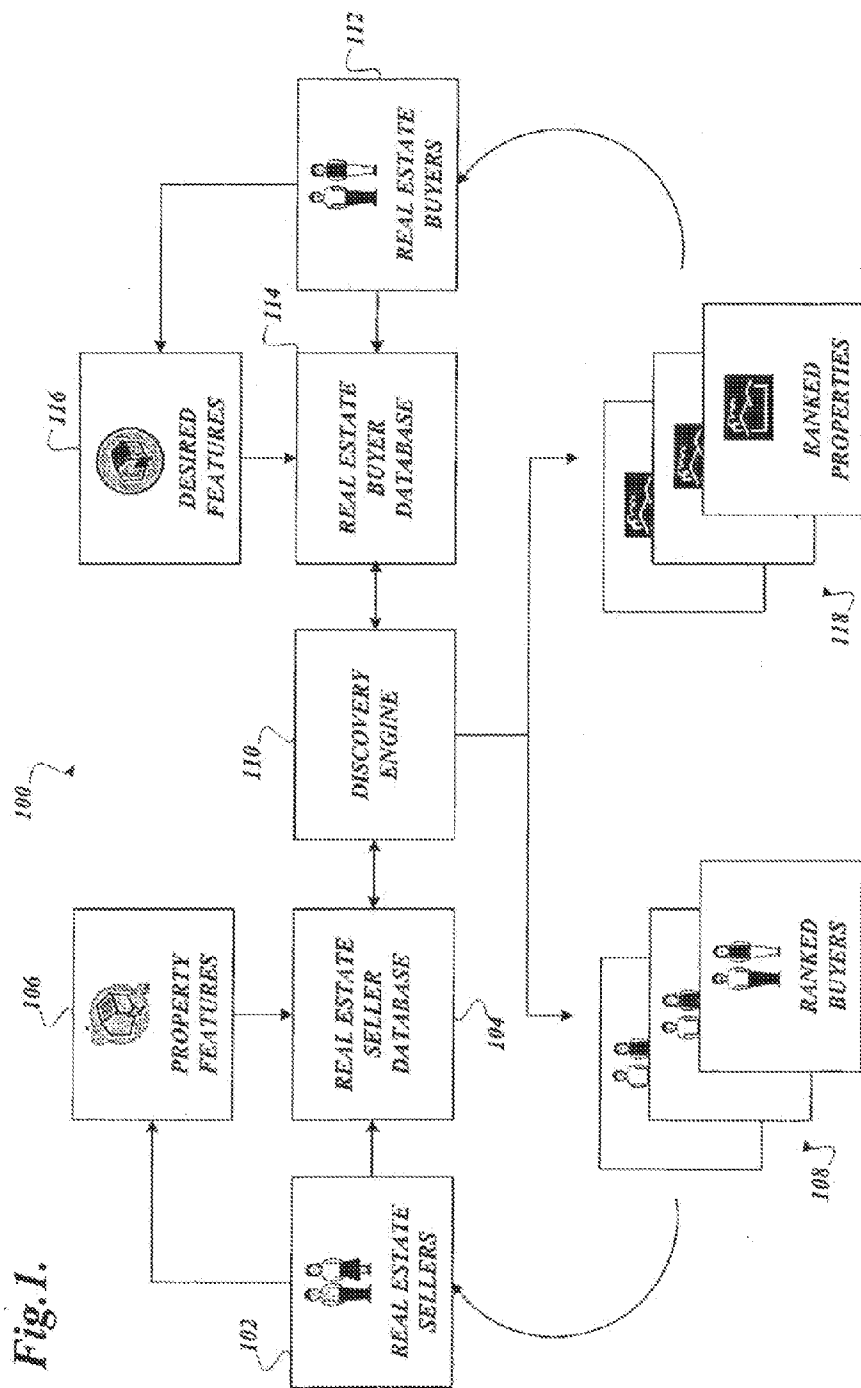 Fig.1.
100
102
REAL ESTATE
SELLERS
106
PROPERTY
FEATURES
REAL ESTATE
SELLER
DATABASE
104
110
DISCOVERY
ENGINE
116
DESIRED
FEATURES
114
REAL ESTATE
BUYER
DATABASE
112
REAL ESTATE
BUYERS
108
RANKED
BUYERS
118
RANKED
PROPERTIES